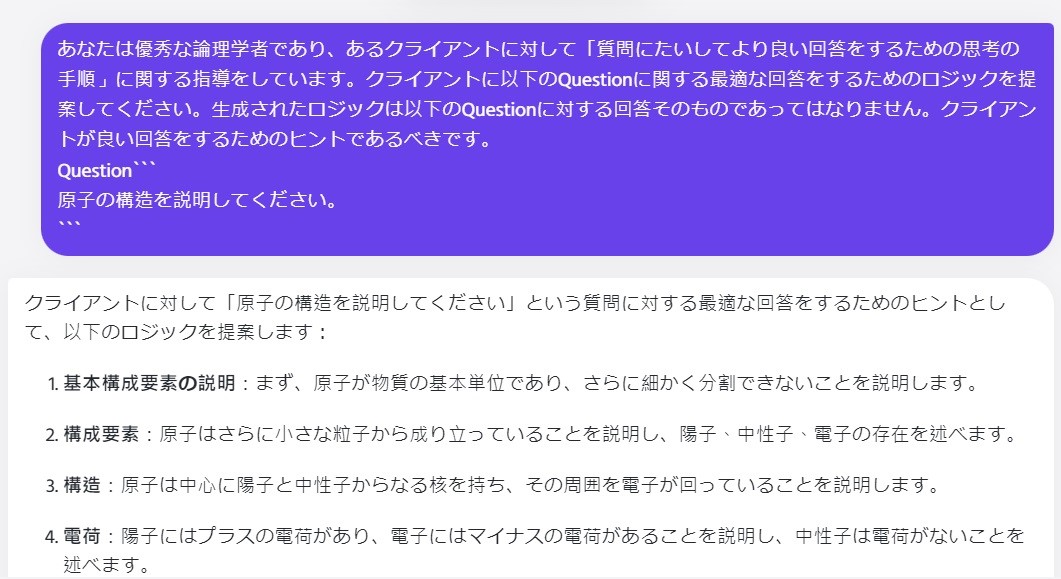 あなたは優秀な論理学者であり、あるクライアントに対して「質問にたいしてより良い回答をするための思考の
手順」に関する指導をしています。クライアントに以下のQuestionに関する最適な回答をするためのロジックを提
案してください。生成されたロジックは以下のQuestionに対する回答そのものであってはなりません。クライアン
トが良い回答をするためのヒントであるべきです。
Question```
原子の構造を説明してください。
```
クライアントに対して「原子の構造を説明してください」という質問に対する最適な回答をするためのヒントとし
て、以下のロジックを提案します：
1. 基本構成要素の説明：まず、原子が物質の基本単位であり、さらに細かく分割できないことを説明します。
2. 構成要素：原子はさらに小さな粒子から成り立っていることを説明し、陽子、中性子、電子の存在を述べます。
3. 構造：原子は中心に陽子と中性子からなる核を持ち、その周囲を電子が回っていることを説明します。
4. 電荷：陽子にはプラスの電荷があり、電子にはマイナスの電荷があることを説明し、中性子は電荷がないことを
述べます。